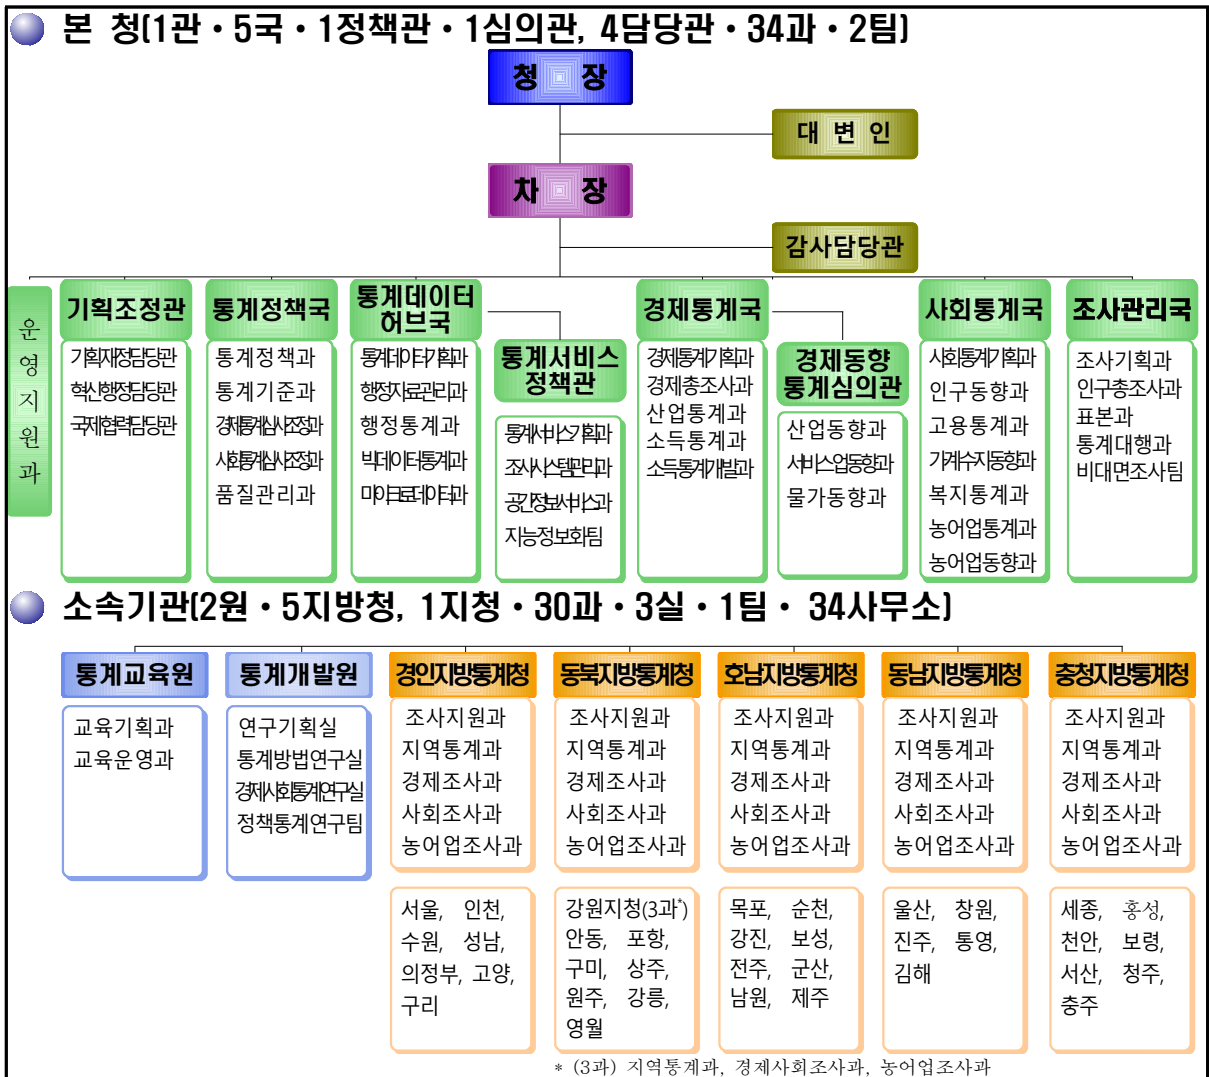 본 청(1관・5국・1정책관・1심의관, 4담당관・34과・2팀)
청 장
대 변 인
차 장
감사담당관
운영지원과
기획조정관
기획재정담당관
혁신행정담당관
국제협력담당관
통계정책국
통계정책과
통계기준과
경제통계심사조정과
사회통계심사조정과
품질관리과
통계데이터
허브국
통계데이터기획과
행정자료관리과
행정통계과
빅데이터통계과
마이크로데이터과
통계서비스
정책관
통계서비스기획과
조사시스템관리과
공간정보서비스과
지능정보화팀
경제통계국
경제통계기획과
경제총조사과
산업통계과
소득통계과
소득통계개발과
경제동향
통계심의관
산업동향과
서비스업동향과
물가동향과
사회통계국
사회통계기획과
인구동향과
고용통계과
가계수지동향과
복지통계과
농어업통계과
농어업동향과
조사관리국
조사기획과
인구총조사과
표본과
통계대행과
비대면조사팀
소속기관(2원・5지방청, 1지청・30과・3실・1팀・ 34사무소)
통계교육원
교육기획과
교육운영과
통계개발원
연구기획실
통계방법연구실
경제사회통계연구실
정책통계연구팀
경인지방통계청
조사지원과
지역통계과
경제조사과
사회조사과
농어업조사과
서울, 인천,
수원, 성남,
의정부, 고양,
구리
동북지방통계청
조사지원과
지역통계과
경제조사과
사회조사과
농어업조사과
강원지청(3과*)
안동, 포항,
구미, 상주,
원주, 강릉,
영월
호남지방통계청
조사지원과
지역통계과
경제조사과
사회조사과
농어업조사과
목포, 순천,
강진, 보성,
전주, 군산,
남원, 제주
동남지방통계청
조사지원과
지역통계과
경제조사과
사회조사과
농어업조사과
울산, 창원,
진주, 통영,
김해
충청지방통계청
조사지원과
지역통계과
경제조사과
사회조사과
농어업조사과
세종, 홍성,
천안, 보령,
서산, 청주,
충주
* (3과) 지역통계과, 경제사회조사과, 농어업조사과